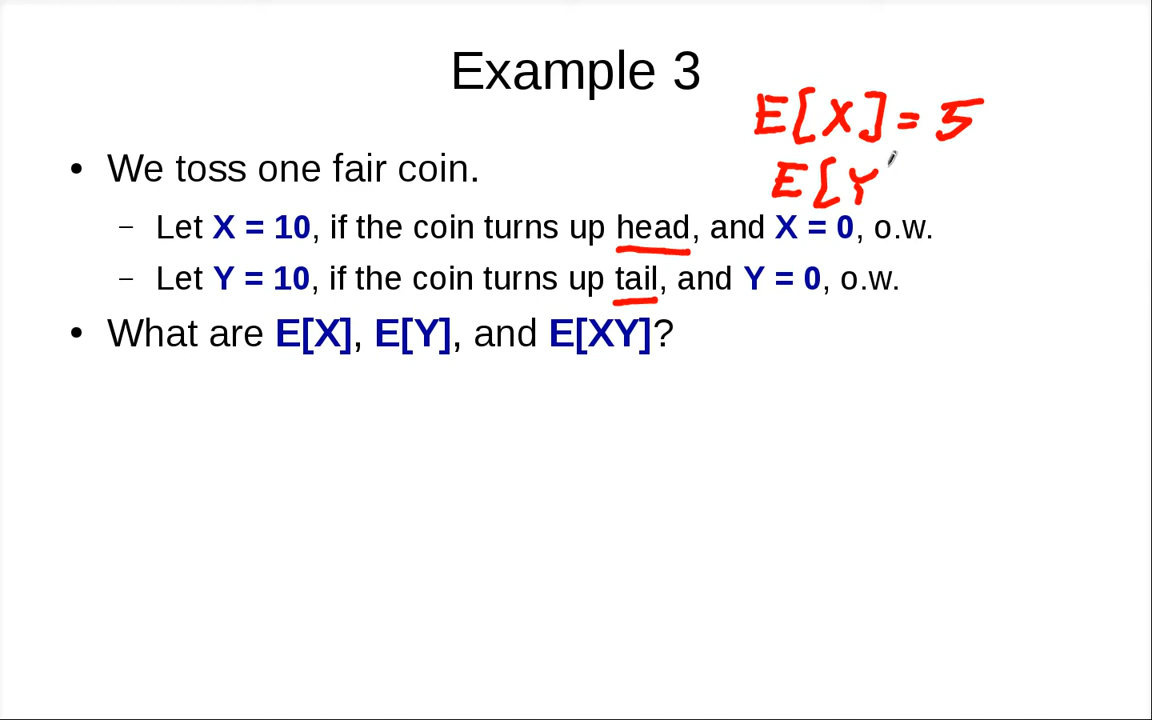 Example 3
E[X] = 5
• We toss one fair coin.
E[Y
– Let X = 10, if the coin turns up head, and X = 0, o.w.
– Let Y = 10, if the coin turns up tail, and Y = 0, o.w.
• What are E[X], E[Y], and E[XY]?